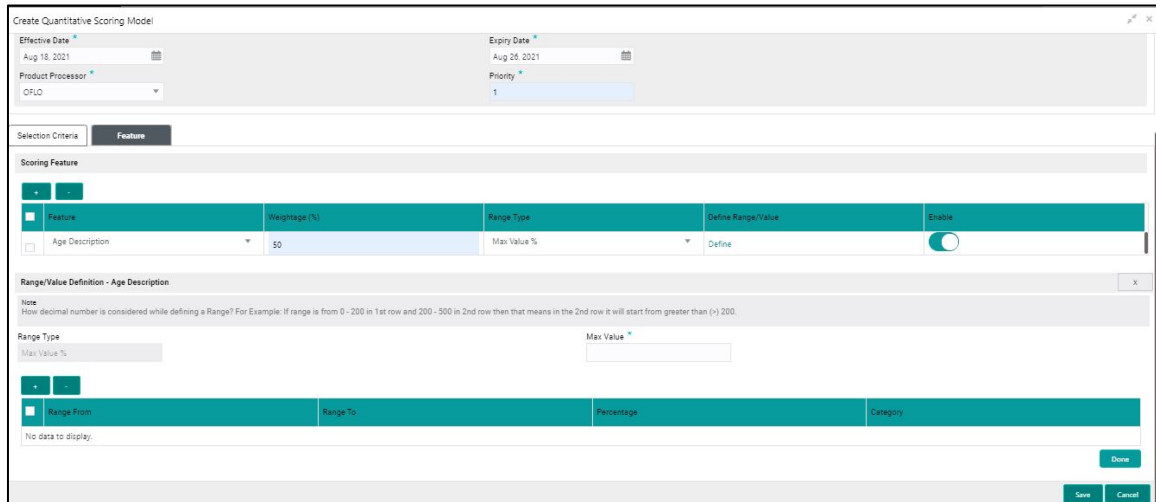 Create Quantitative Scoring Model
Effective Date * Expiry Date *
Aug 18, 2021 Aug 26, 2021
Product Processor * Priority *
OFLO 1
Selection Criteria Feature
Scoring Feature
+ -
Feature Weightage (%) Range Type Define Range/Value Enable
Age Description 50 Max Value % Define
Range/Value Definition - Age Description X
Note
How decimal number is considered while defining a Range? For Example: If range is from 0 - 200 in 1st row and 200 - 500 in 2nd row then that means in the 2nd row it will start from greater than (>) 200.
Range Type Max Value *
Max Value %
+ -
Range From Range To Percentage Category
No data to display.
Done
Save Cancel